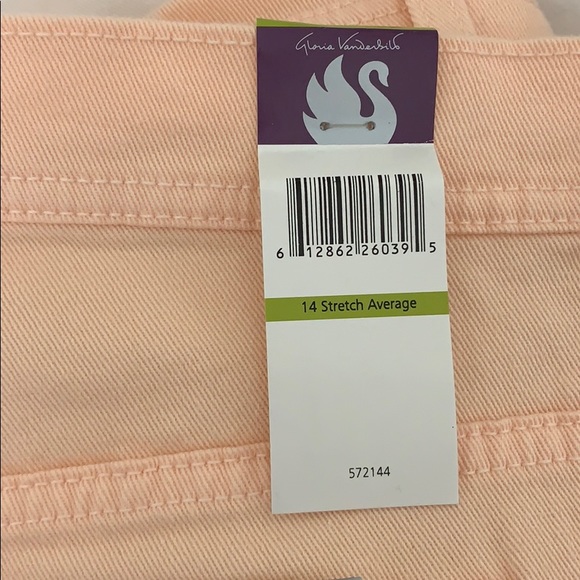 Gloria Vanderbilt
6 12862 26039 5
14 Stretch Average
572144